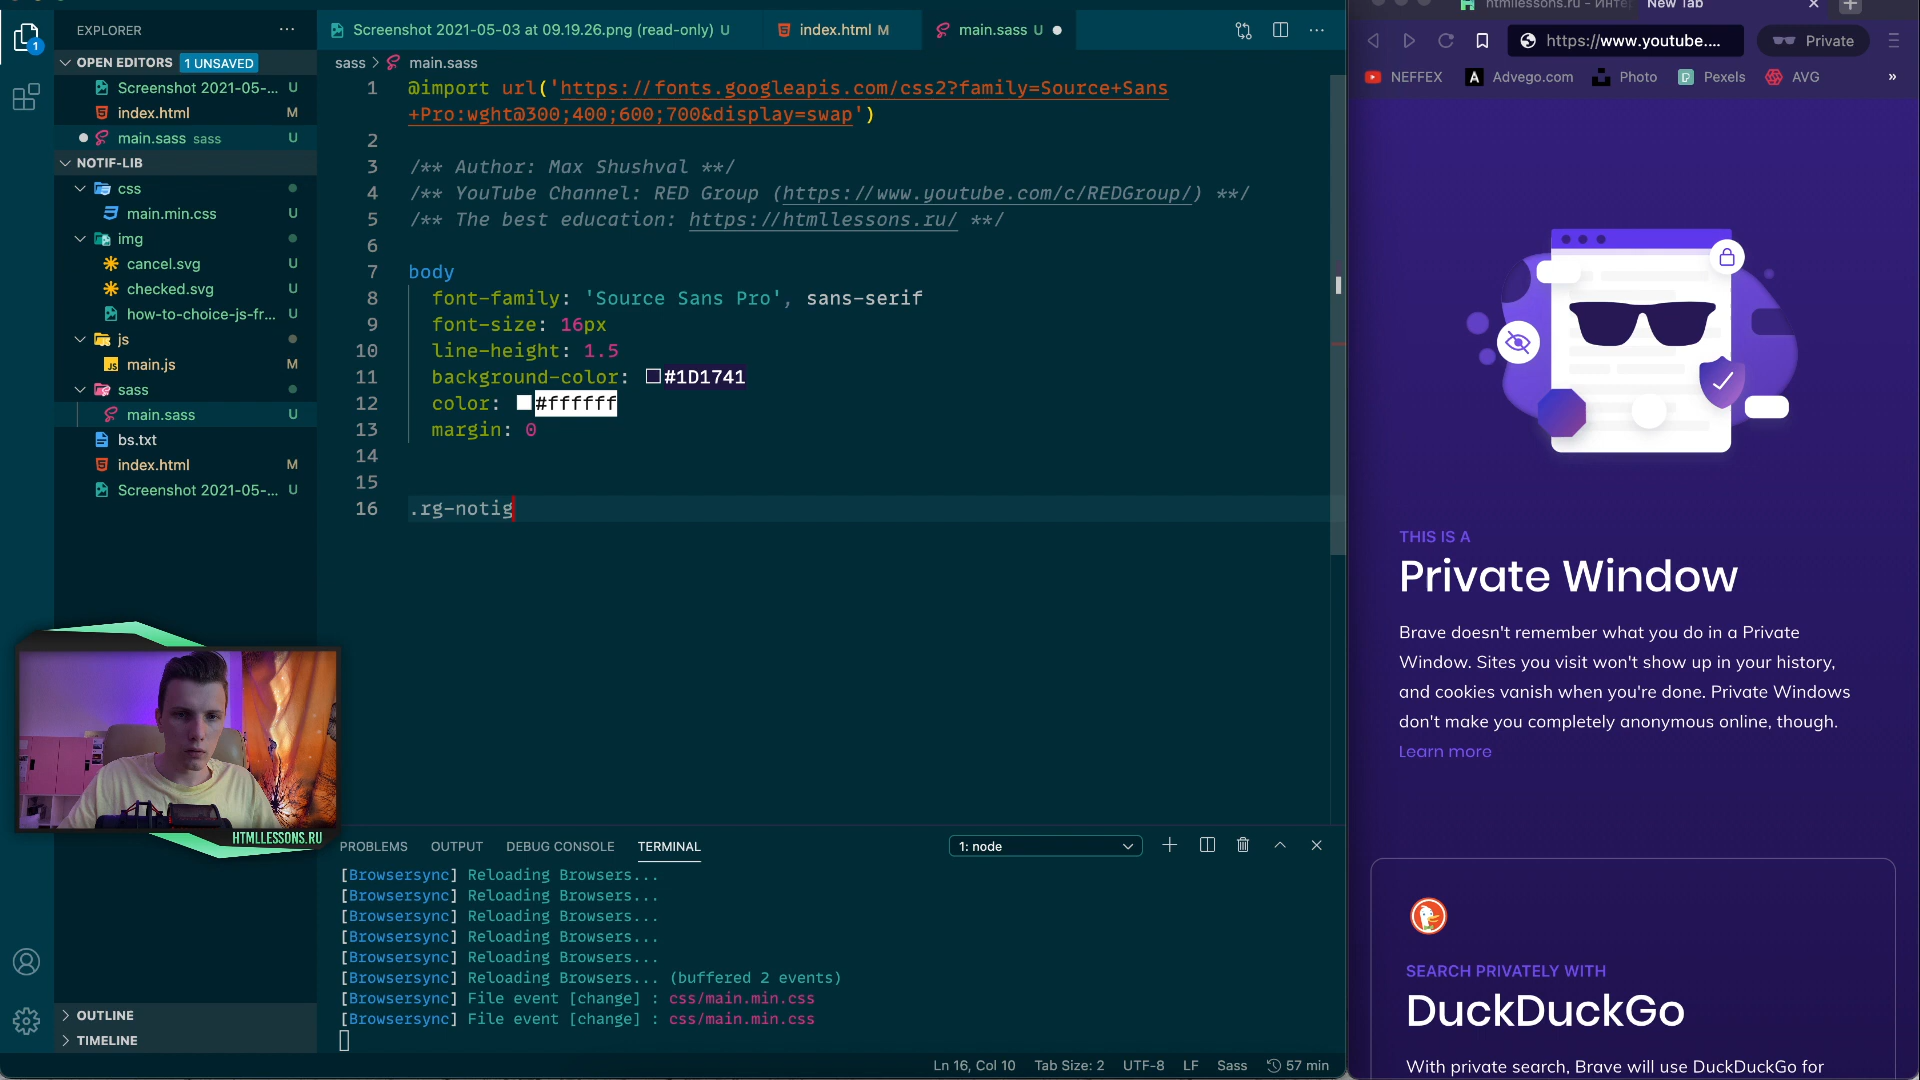 EXPLORER
OPEN EDITORS 1 UNSAVED
Screenshot 2021-05-... U
index.html M
main.sass sass U
NOTIF-LIB
css
main.min.css U
img
cancel.svg U
checked.svg U
how-to-choice-js-fr... U
js
main.js M
sass
main.sass U
bs.txt
index.html M
Screenshot 2021-05-... U
OUTLINE
TIMELINE
Screenshot 2021-05-03 at 09.19.26.png (read-only) U
index.html M
main.sass U
sass > main.sass
1 @import url('https://fonts.googleapis.com/css2?family=Source+Sans
+Pro:wght@300;400;600;700&display=swap')
2
3 /** Author: Max Shushval **/
4 /** YouTube Channel: RED Group (https://www.youtube.com/c/REDGroup/) **/
5 /** The best education: https://htmllessons.ru/ **/
6
7 body
8 font-family: 'Source Sans Pro', sans-serif
9 font-size: 16px
10 line-height: 1.5
11 background-color: #1D1741
12 color: #ffffff
13 margin: 0
14
15
16 .rg-notig
HTMLLESSONS.RU
PROBLEMS OUTPUT DEBUG CONSOLE TERMINAL
1: node
[Browsersync] Reloading Browsers...
[Browsersync] Reloading Browsers...
[Browsersync] Reloading Browsers...
[Browsersync] Reloading Browsers...
[Browsersync] Reloading Browsers...
[Browsersync] Reloading Browsers... (buffered 2 events)
[Browsersync] File event [change] : css/main.min.css
[Browsersync] File event [change] : css/main.min.css
Ln 16, Col 10 Tab Size: 2 UTF-8 LF Sass 57 min
htmllessons.ru - Инте
New Tab
https://www.youtube....
Private
NEFFEX
Advego.com
Photo
Pexels
AVG
»
THIS IS A
Private Window
Brave doesn't remember what you do in a Private
Window. Sites you visit won't show up in your history,
and cookies vanish when you're done. Private Windows
don't make you completely anonymous online, though.
Learn more
SEARCH PRIVATELY WITH
DuckDuckGo
With private search, Brave will use DuckDuckGo for